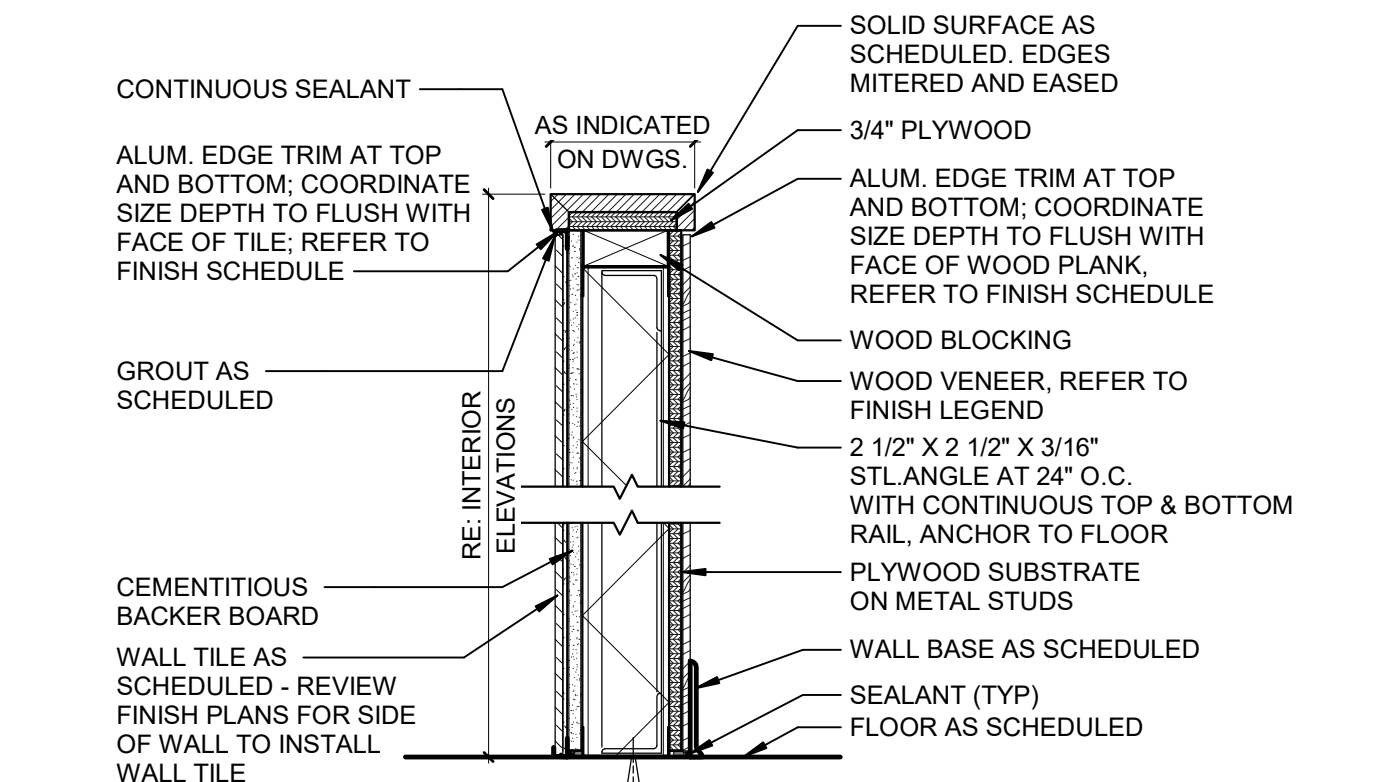 CONTINUOUS SEALANT
ALUM. EDGE TRIM AT TOP
AND BOTTOM; COORDINATE
SIZE DEPTH TO FLUSH WITH
FACE OF TILE; REFER TO
FINISH SCHEDULE
GROUT AS
SCHEDULED
CEMENTITIOUS
BACKER BOARD
WALL TILE AS
SCHEDULED - REVIEW
FINISH PLANS FOR SIDE
OF WALL TO INSTALL
WALL TILE
AS INDICATED
ON DWGS.
RE: INTERIOR
ELEVATIONS
SOLID SURFACE AS
SCHEDULED. EDGES
MITERED AND EASED
3/4" PLYWOOD
ALUM. EDGE TRIM AT TOP
AND BOTTOM; COORDINATE
SIZE DEPTH TO FLUSH WITH
FACE OF WOOD PLANK,
REFER TO FINISH SCHEDULE
WOOD BLOCKING
WOOD VENEER, REFER TO
FINISH LEGEND
2 1/2" X 2 1/2" X 3/16"
STL.ANGLE AT 24" O.C.
WITH CONTINUOUS TOP & BOTTOM
RAIL, ANCHOR TO FLOOR
PLYWOOD SUBSTRATE
ON METAL STUDS
WALL BASE AS SCHEDULED
SEALANT (TYP)
FLOOR AS SCHEDULED